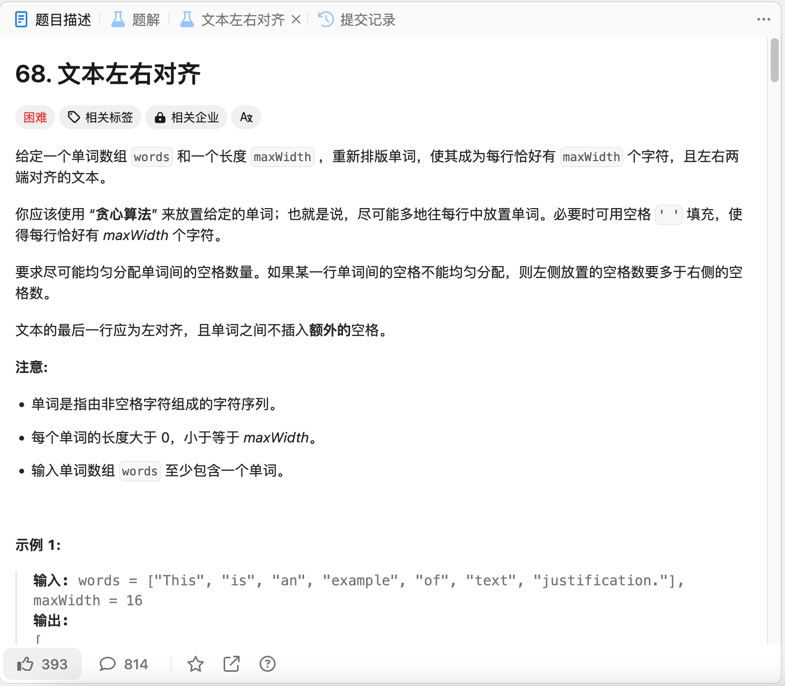 题目描述 题解 文本左右对齐 × 提交记录 ...
68. 文本左右对齐
困难 相关标签 相关企业 Ax
给定一个单词数组 words 和一个长度 maxWidth ，重新排版单词，使其成为每行恰好有 maxWidth 个字符，且左右两
端对齐的文本。
你应该使用 “贪心算法” 来放置给定的单词；也就是说，尽可能多地往每行中放置单词。必要时可用空格 ' ' 填充，使
得每行恰好有 maxWidth 个字符。
要求尽可能均匀分配单词间的空格数量。如果某一行单词间的空格不能均匀分配，则左侧放置的空格数要多于右侧的空
格数。
文本的最后一行应为左对齐，且单词之间不插入额外的空格。
注意:
• 单词是指由非空格字符组成的字符序列。
• 每个单词的长度大于 0，小于等于 maxWidth。
• 输入单词数组 words 至少包含一个单词。
示例 1:
输入: words = ["This", "is", "an", "example", "of", "text", "justification."],
maxWidth = 16
输出:
[
393 814 ?